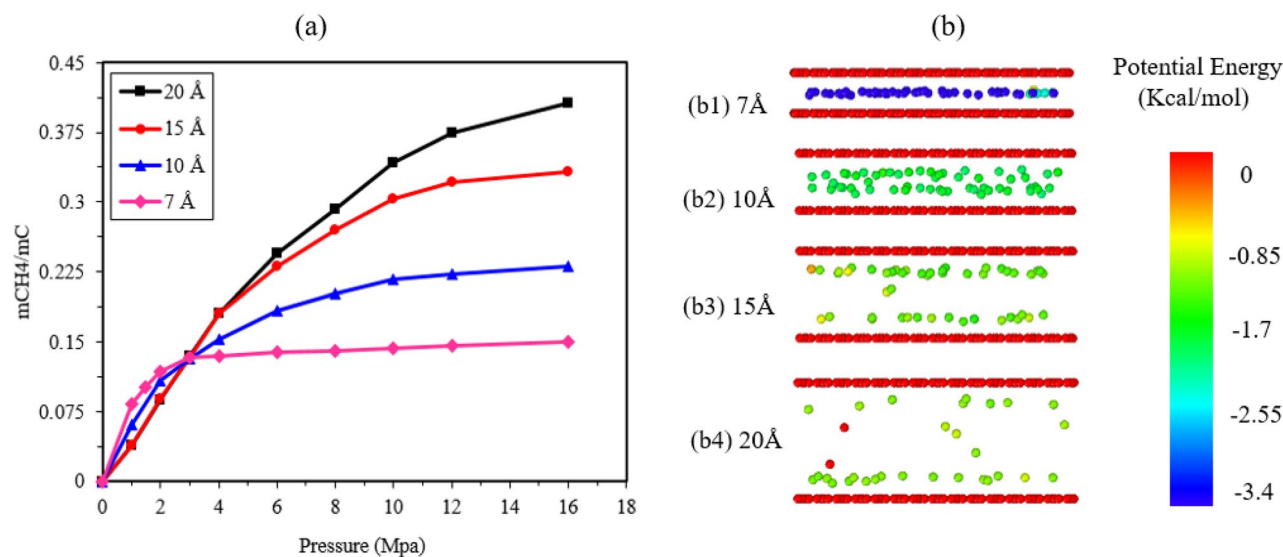 (a)
0.45
0.375
0.3
0.225
0.15
0.075
0
mCH4/mC
20 Å
15 Å
10 Å
7 Å
0 2 4 6 8 10 12 14 16 18
Pressure (Mpa)
(b)
(b1) 7Å
(b2) 10Å
(b3) 15Å
(b4) 20Å
Potential Energy
(Kcal/mol)
0
-0.85
-1.7
-2.55
-3.4